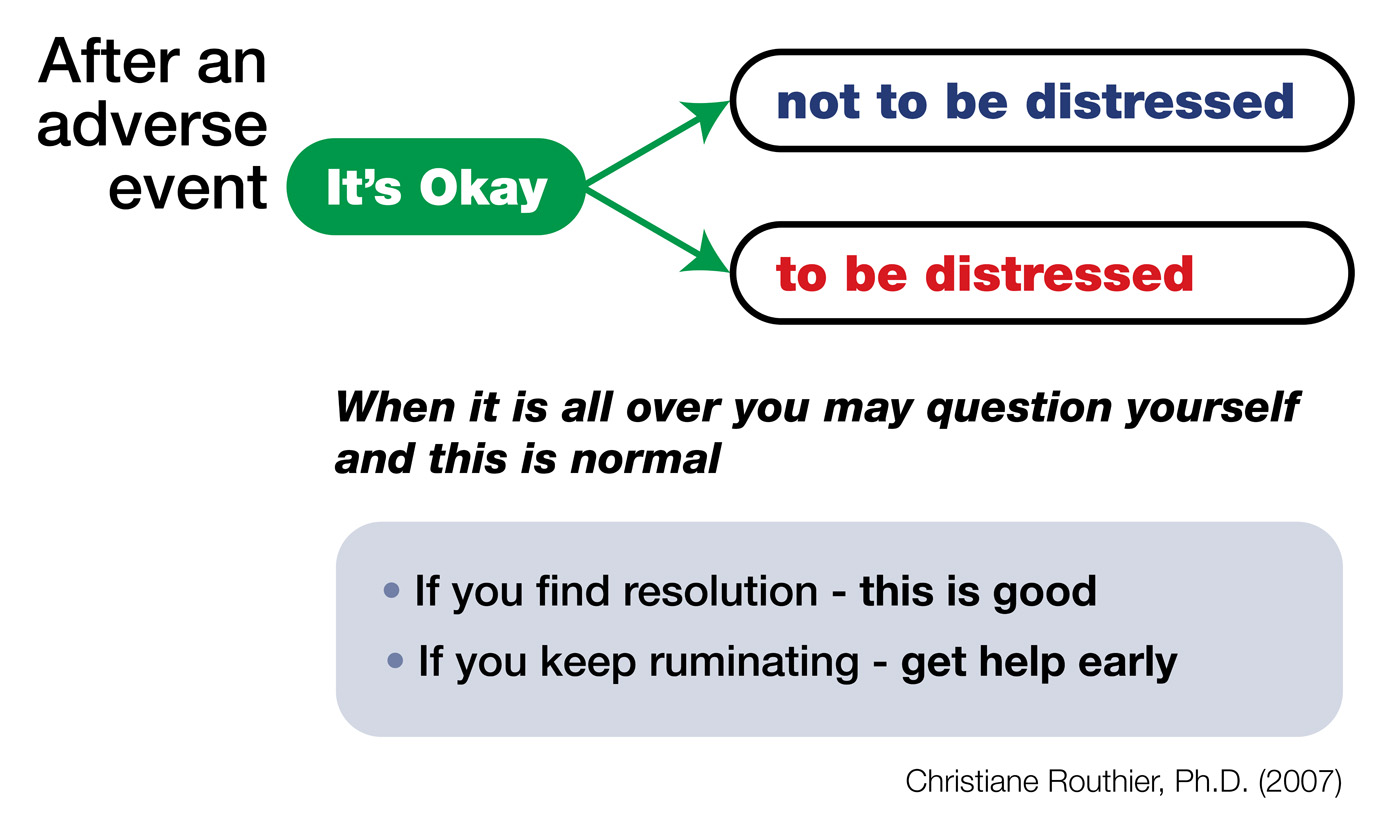 After an
adverse
event
It’s Okay
not to be distressed
to be distressed
When it is all over you may question yourself
and this is normal
• If you find resolution - this is good
• If you keep ruminating - get help early
Christiane Routhier, Ph.D. (2007)